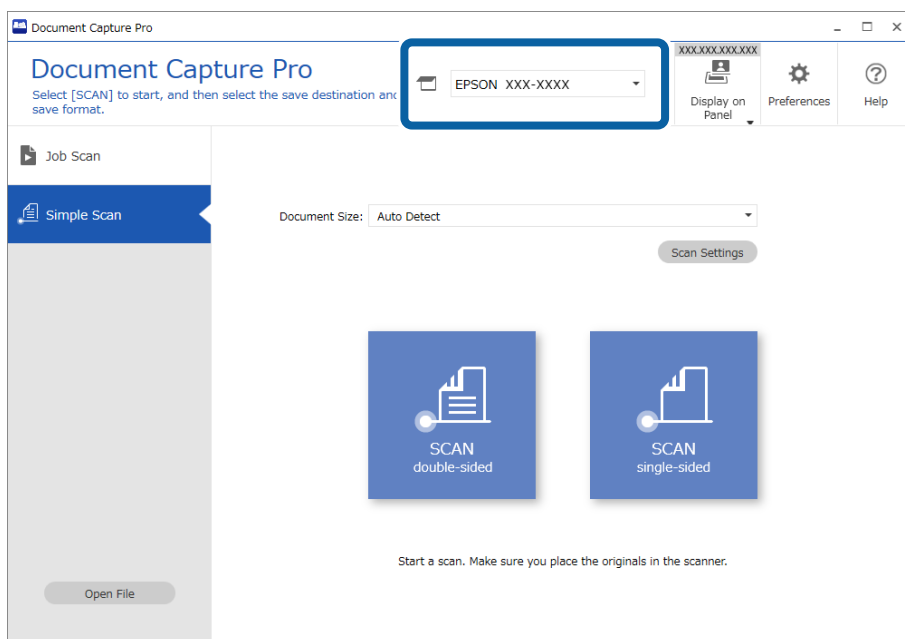 Document Capture Pro
Document Capture Pro
Select [SCAN] to start, and then select the save destination and
save format.
EPSON XXX-XXXX
XXX.XXX.XXX.XXX
Display on
Panel
Preferences
Help
Job Scan
Simple Scan
Document Size:
Auto Detect
Scan Settings
SCAN
double-sided
SCAN
single-sided
Start a scan. Make sure you place the originals in the scanner.
Open File